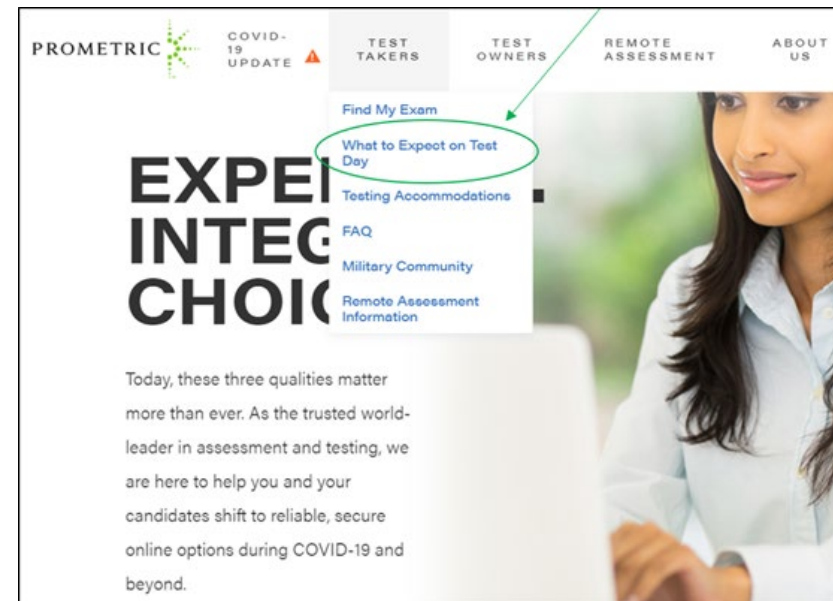 PROMETRIC
COVID-
19
UPDATE
TEST
TAKERS
TEST
OWNERS
REMOTE
ASSESSMENT
ABOUT
US
Find My Exam
What to Expect on Test
Day
Testing Accommodations
FAQ
Military Community
Remote Assessment
Information
Today, these three qualities matter
more than ever. As the trusted world-
leader in assessment and testing, we
are here to help you and your
candidates shift to reliable, secure
online options during COVID-19 and
beyond.